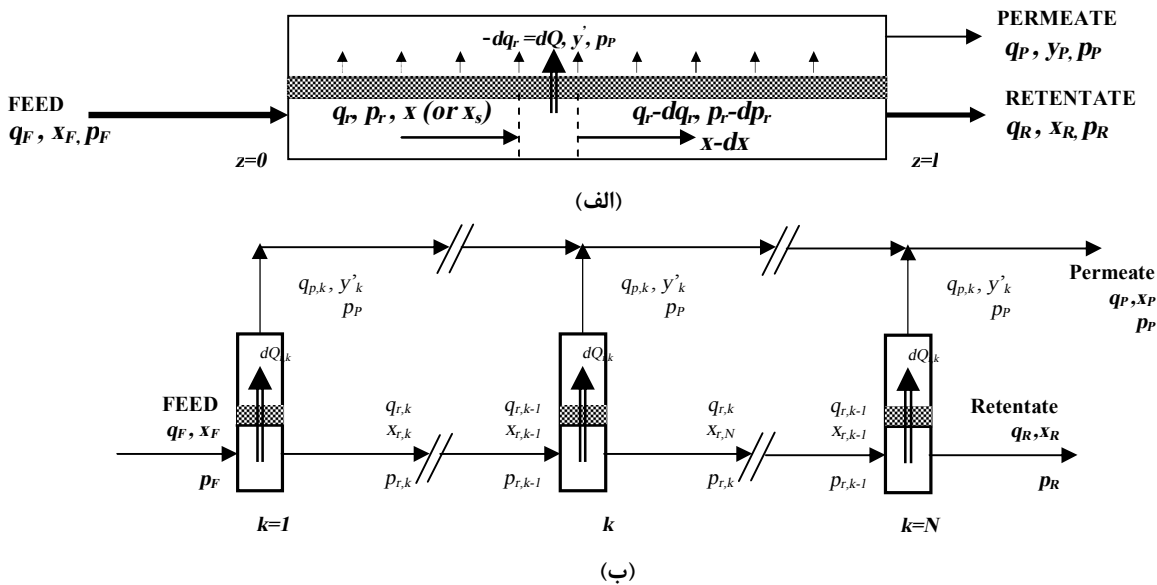 -dqr =dQ, y', pP
PERMEATE
qP , yP, pP
FEED
qF , xF, pF
qr, pr, x (or xs)
qr-dqr, pr-dpr
x-dx
RETENTATE
qR , xR, pR
z=0
z=l
(الف)
qp,k , y'k
pP
qp,k , y'k
pP
qp,k , y'k
pP
Permeate
qP ,xP
pP
dQi,k
dQi,k
dQi,k
FEED
qF , xF
pF
qr,k
xr,k
pr,k
qr,k-1
xr,k-1
pr,k-1
qr,k
xr,N
pr,k
qr,k-1
xr,k-1
pr,k-1
Retentate
qR,xR
pR
k=1
k
k=N
(ب)